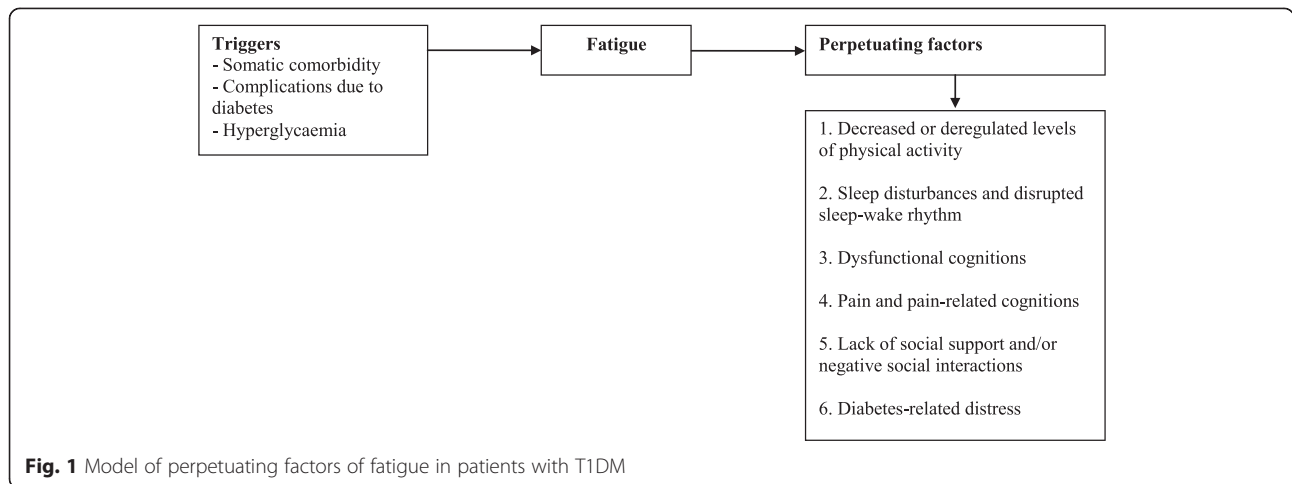 Triggers
- Somatic comorbidity
- Complications due to
diabetes
- Hyperglycaemia
Fatigue
Perpetuating factors
1. Decreased or deregulated levels
of physical activity
2. Sleep disturbances and disrupted
sleep-wake rhythm
3. Dysfunctional cognitions
4. Pain and pain-related cognitions
5. Lack of social support and/or
negative social interactions
6. Diabetes-related distress
Fig. 1 Model of perpetuating factors of fatigue in patients with T1DM